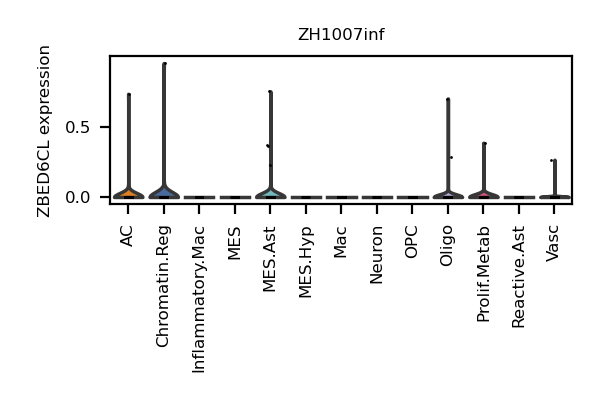 ZH1007inf
ZBED6CL expression
0.5
0.0
AC
Chromatin.Reg
Inflammatory.Mac
MES
MES.Ast
MES.Hyp
Mac
Neuron
OPC
Oligo
Prolif.Metab
Reactive.Ast
Vasc